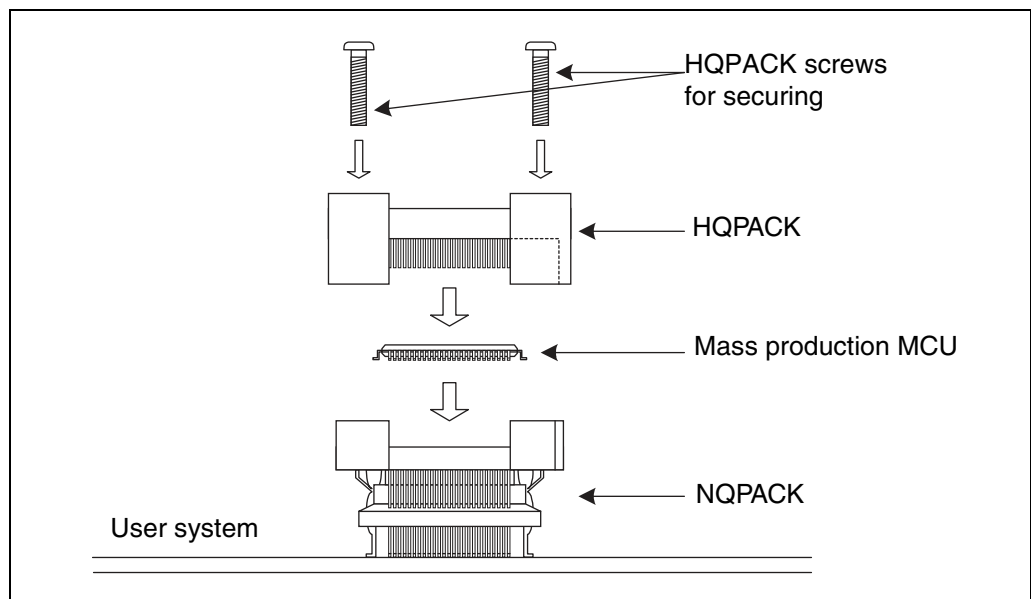 HQPACK screws
for securing
HQPACK
Mass production MCU
NQPACK
User system